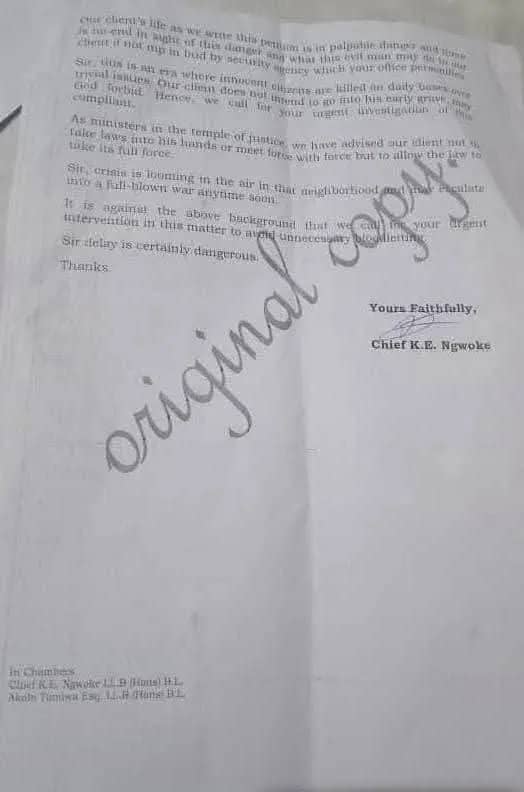 Our client's life as we write this petition is in palpable danger and there
is no end in sight of this danger and what this evil man may do to our
client if not nip in bud by security agency which your office personifies
Sir, this is an era where innocent citizens are killed on daily bases over
trivial issues. Our client does not intend to go into his early grave, may
God forbid. Hence, we call for your urgent investigation of this
compliant.
As ministers in the temple of justice, we have advised our client not to
take laws into his hands or meet force with force but to allow the law to
take its full force.
Sir, crisis is looming in the air in that neighborhood and may escalate
into a full-blown war anytime soon.
It is against the above background that we call for your urgent
intervention in this matter to avoid unnecessary bloodletting.
Sir delay is certainly dangerous.
Thanks.
Yours Faithfully,
Chief K.E. Ngwoke
original copy.
In Chambers
Chief K.E. Ngwoke LL.B (Hons) B.L.
Akole Tumiwa Esq. LL.B (Hons) B.L.